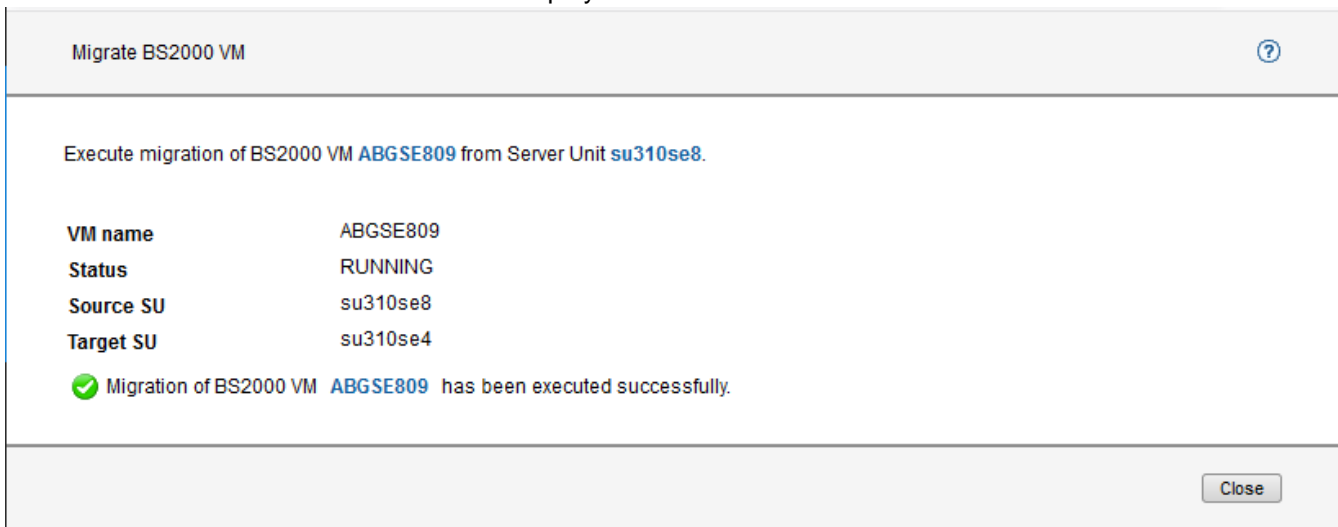 Migrate BS2000 VM ?
Execute migration of BS2000 VM ABGSE809 from Server Unit su310se8.
VM name ABGSE809
Status RUNNING
Source SU su310se8
Target SU su310se4
Migration of BS2000 VM ABGSE809 has been executed successfully.
Close